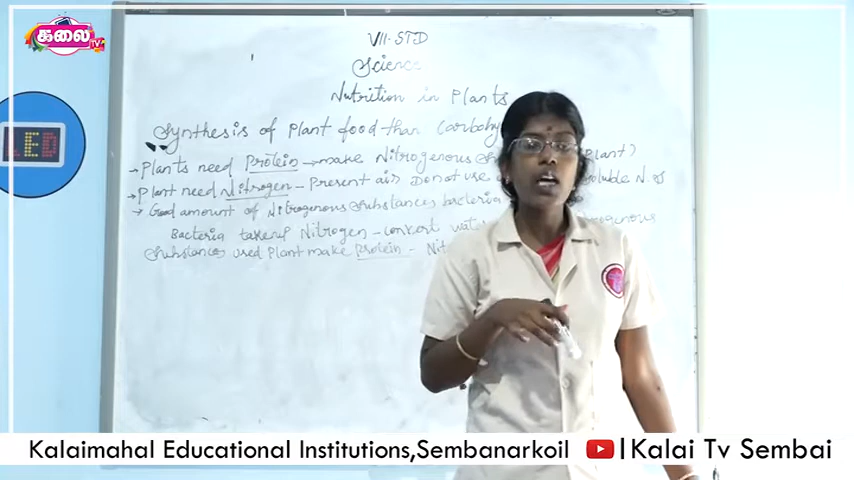 கலை TV
LED
VII-STD
Science
Nutrition in Plants
Synthesis of Plant food than Carbohy
Plants need Protein → make Nitrogenous Plant)
Plant need Nitrogen - Present air Do not use soluble N.
→ Good amount of Nitrogenous Substances bacteria
Bacteria takeup Nitrogen - convert
Substances used Plant make Protein - Nit
Kalaimahal Educational Institutions,Sembanarkoil
Kalai Tv Sembai